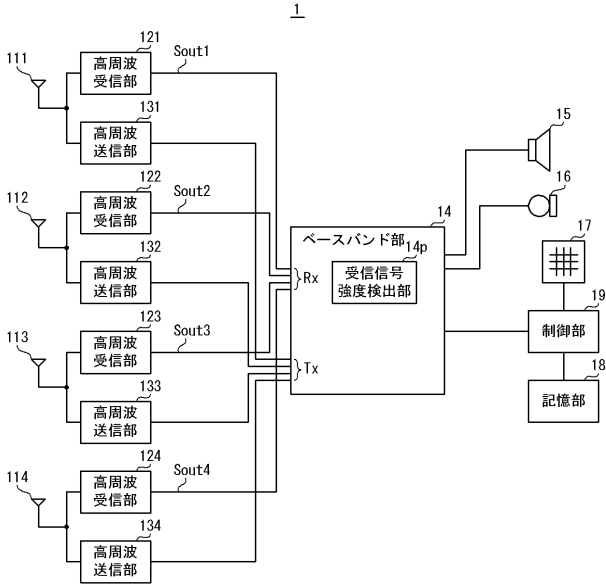 1
121
Sout1
111
高周波
受信部
131
高周波
送信部
15
16
122
Sout2
112
高周波
受信部
132
高周波
送信部
14
ベースバンド部
14p
受信信号
強度検出部
Rx
17
123
Sout3
113
高周波
受信部
19
制御部
Tx
133
高周波
送信部
18
記憶部
124
Sout4
114
高周波
受信部
134
高周波
送信部